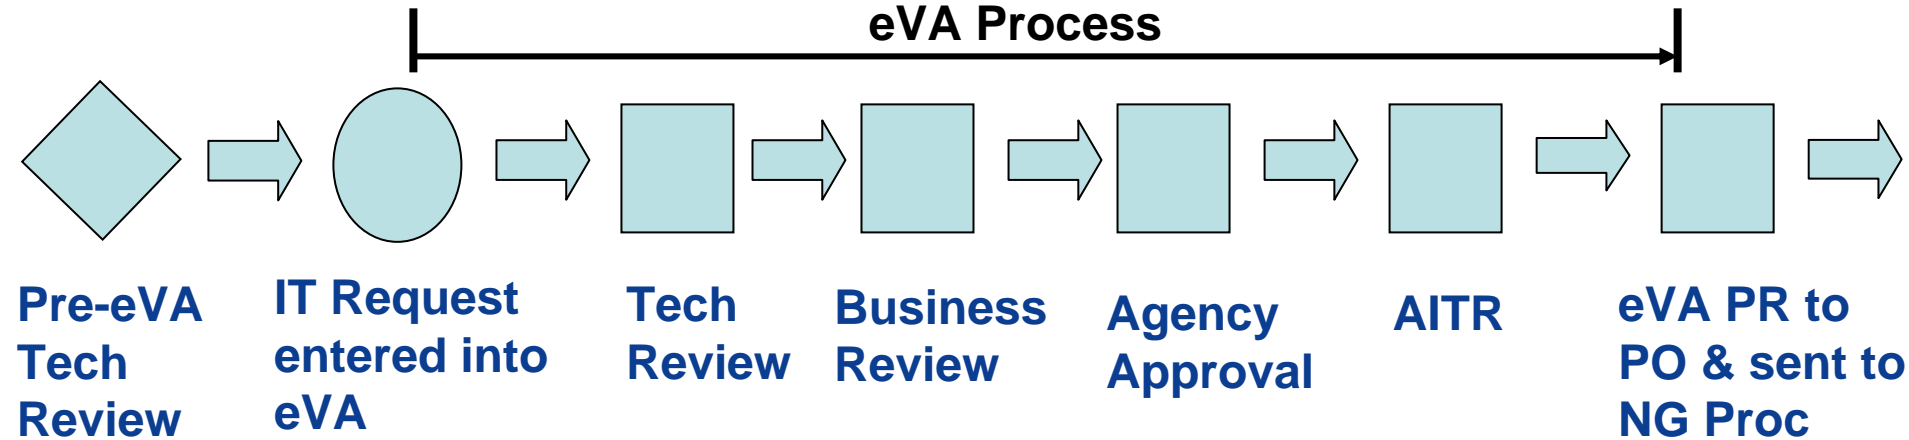 eVA Process
Pre-eVA
Tech
Review
IT Request
entered into
eVA
Tech
Review
Business
Review
Agency
Approval
AITR
eVA PR to
PO & sent to
NG Proc